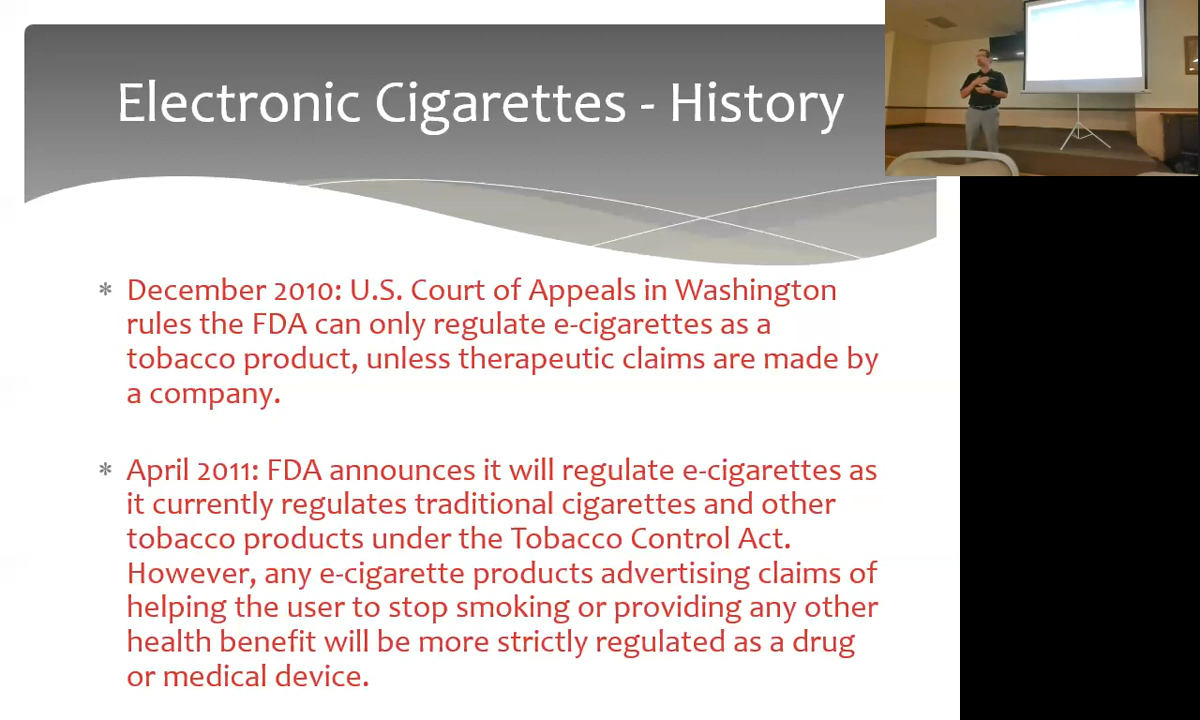 Electronic Cigarettes - History
* December 2010: U.S. Court of Appeals in Washington
rules the FDA can only regulate e-cigarettes as a
tobacco product, unless therapeutic claims are made by
a company.
* April 2011: FDA announces it will regulate e-cigarettes as
it currently regulates traditional cigarettes and other
tobacco products under the Tobacco Control Act.
However, any e-cigarette products advertising claims of
helping the user to stop smoking or providing any other
health benefit will be more strictly regulated as a drug
or medical device.